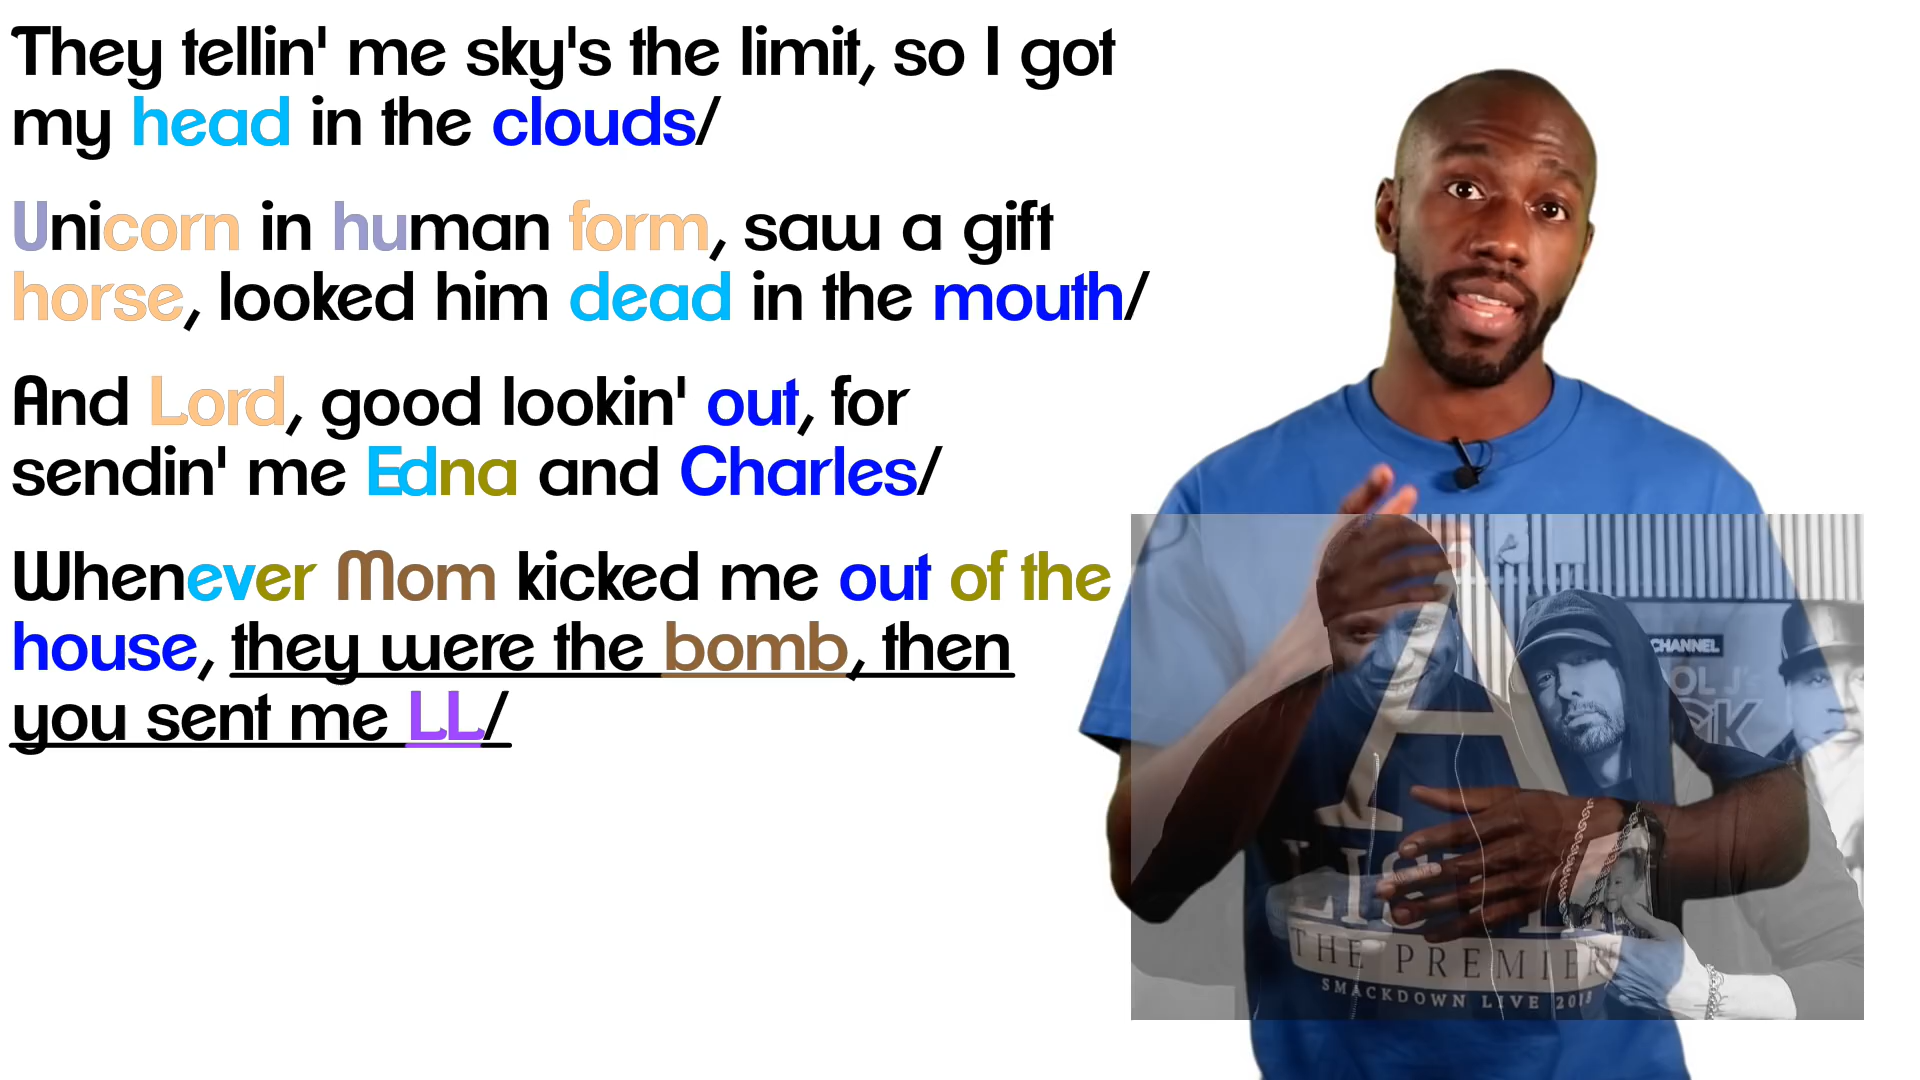 They tellin' me sky's the limit, so I got
my head in the clouds/
Unicorn in human form, saw a gift
horse, looked him dead in the mouth/
And Lord, good lookin' out, for
sendin' me Edna and Charles/
Whenever Mom kicked me out of the
house, they were the bomb, then
you sent me LL/
CHANNEL
OL J's
A
THE PREMIER
SMACKDOWN LIVE 2018